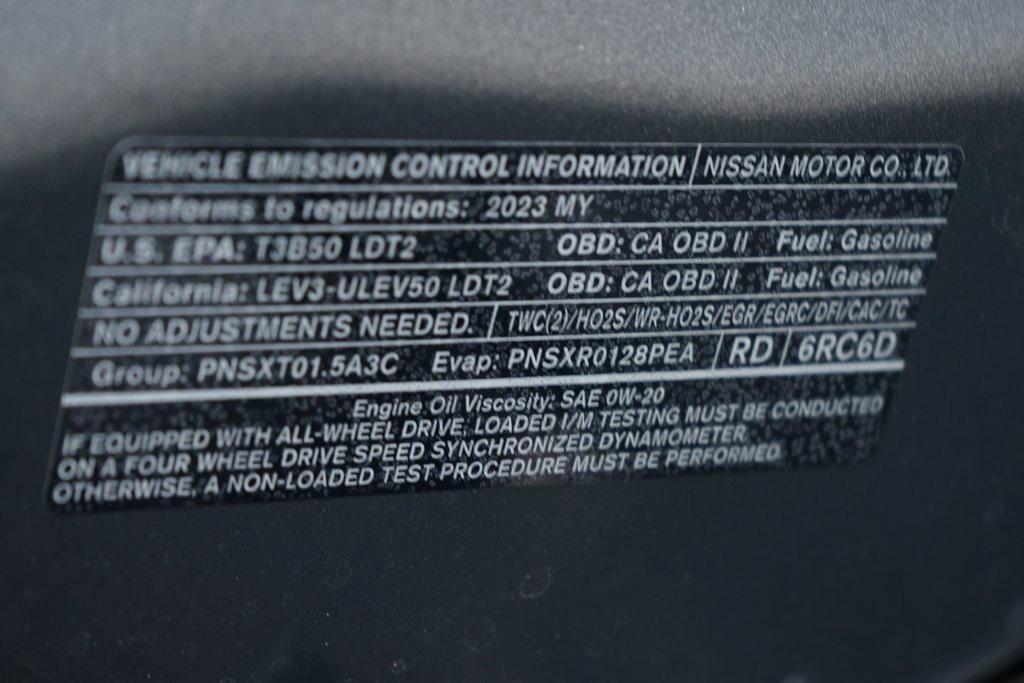 VEHICLE EMISSION CONTROL INFORMATION / NISSAN MOTOR CO., LTD.
Conforms to regulations: 2023 MY
U.S. EPA: T3B50 LDT2 OBD: CA OBD II Fuel: Gasoline
California: LEV3-ULEV50 LDT2 OBD: CA OBD II Fuel: Gasoline
NO ADJUSTMENTS NEEDED. / TWC(2)/HO2S/WR-HO2S/EGR/EGRC/DFI/CAC/TC
Group: PNSXT01.5A3C Evap: PNSXR0128PEA / RD / 6RC6D
Engine Oil Viscosity: SAE 0W-20
IF EQUIPPED WITH ALL-WHEEL DRIVE, LOADED I/M TESTING MUST BE CONDUCTED
ON A FOUR WHEEL DRIVE SPEED SYNCHRONIZED DYNAMOMETER.
OTHERWISE, A NON-LOADED TEST PROCEDURE MUST BE PERFORMED.